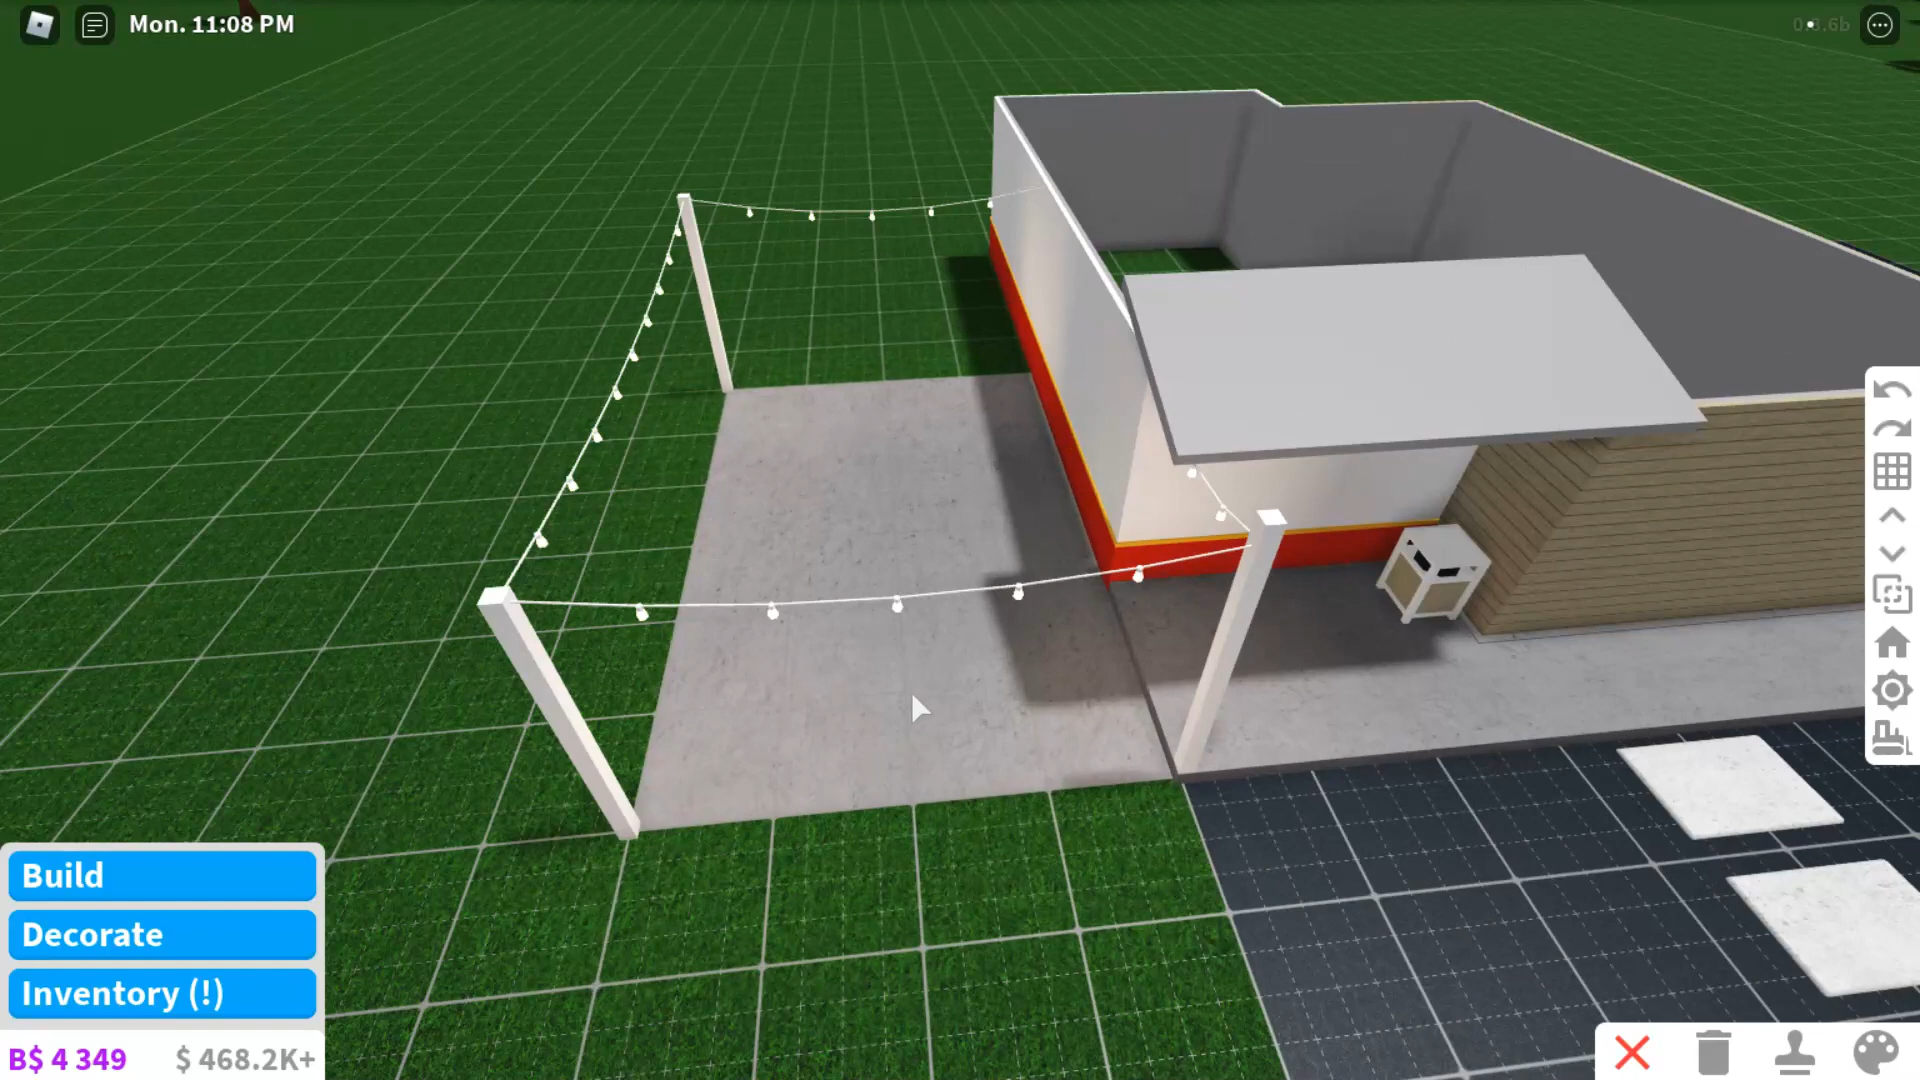 Mon. 11:08 PM
Build
Decorate
Inventory (!)
B$ 4 349 $ 468.2K+